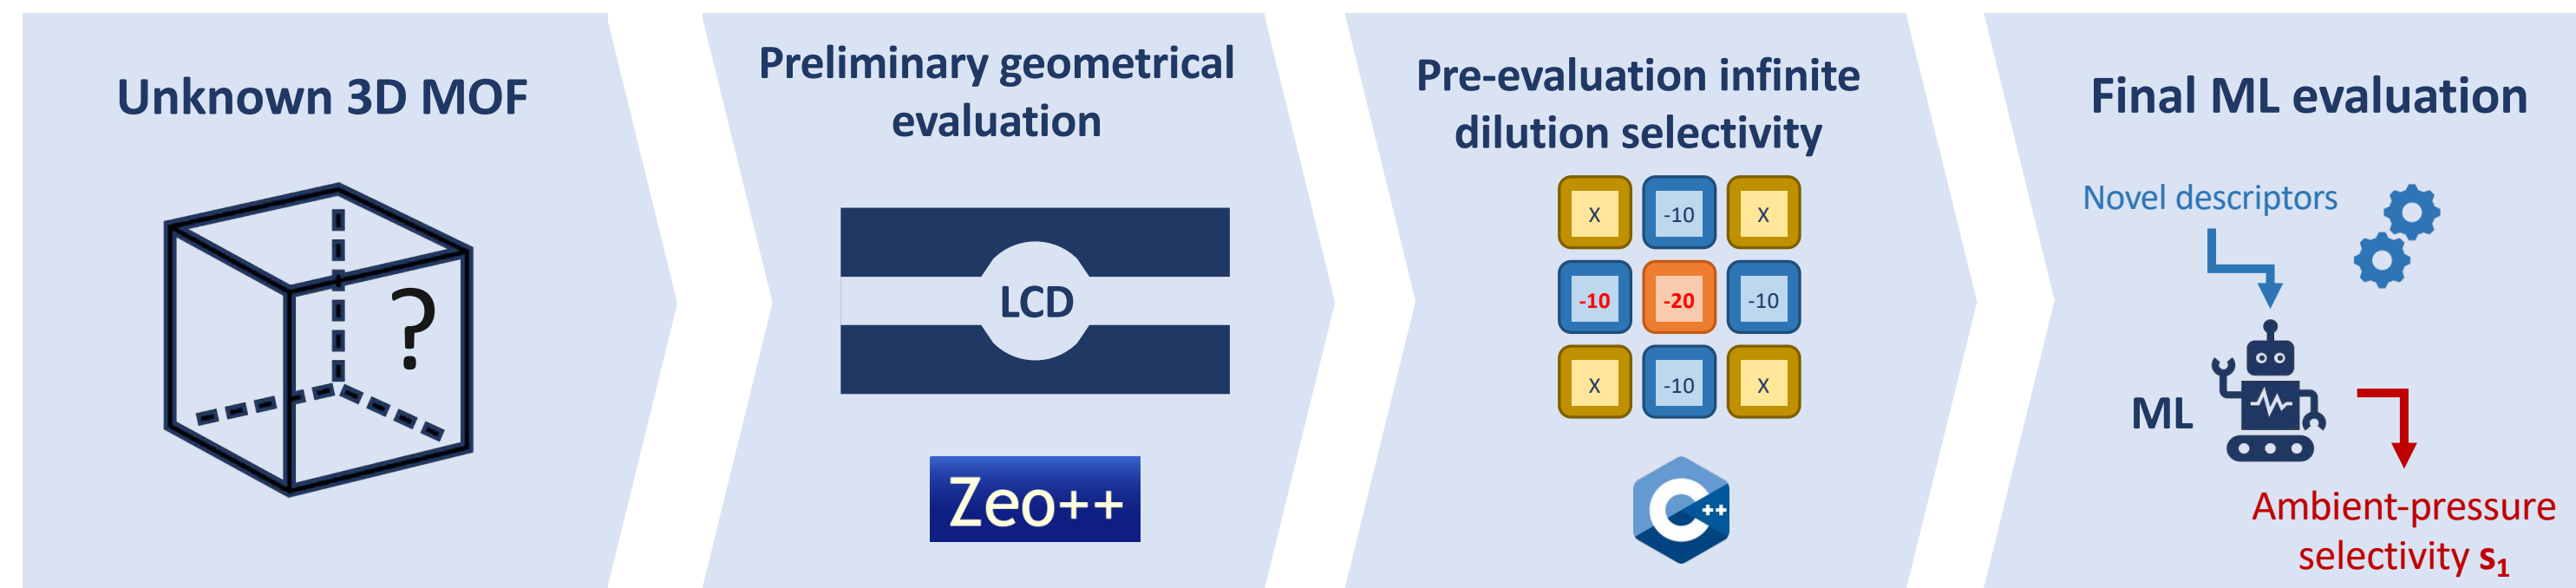 Unknown 3D MOF
?
Preliminary geometrical
evaluation
LCD
Zeo++
Pre-evaluation infinite
dilution selectivity
X -10 X
-10 -20 -10
X -10 X
C++
Final ML evaluation
Novel descriptors
ML
Ambient-pressure
selectivity s₁